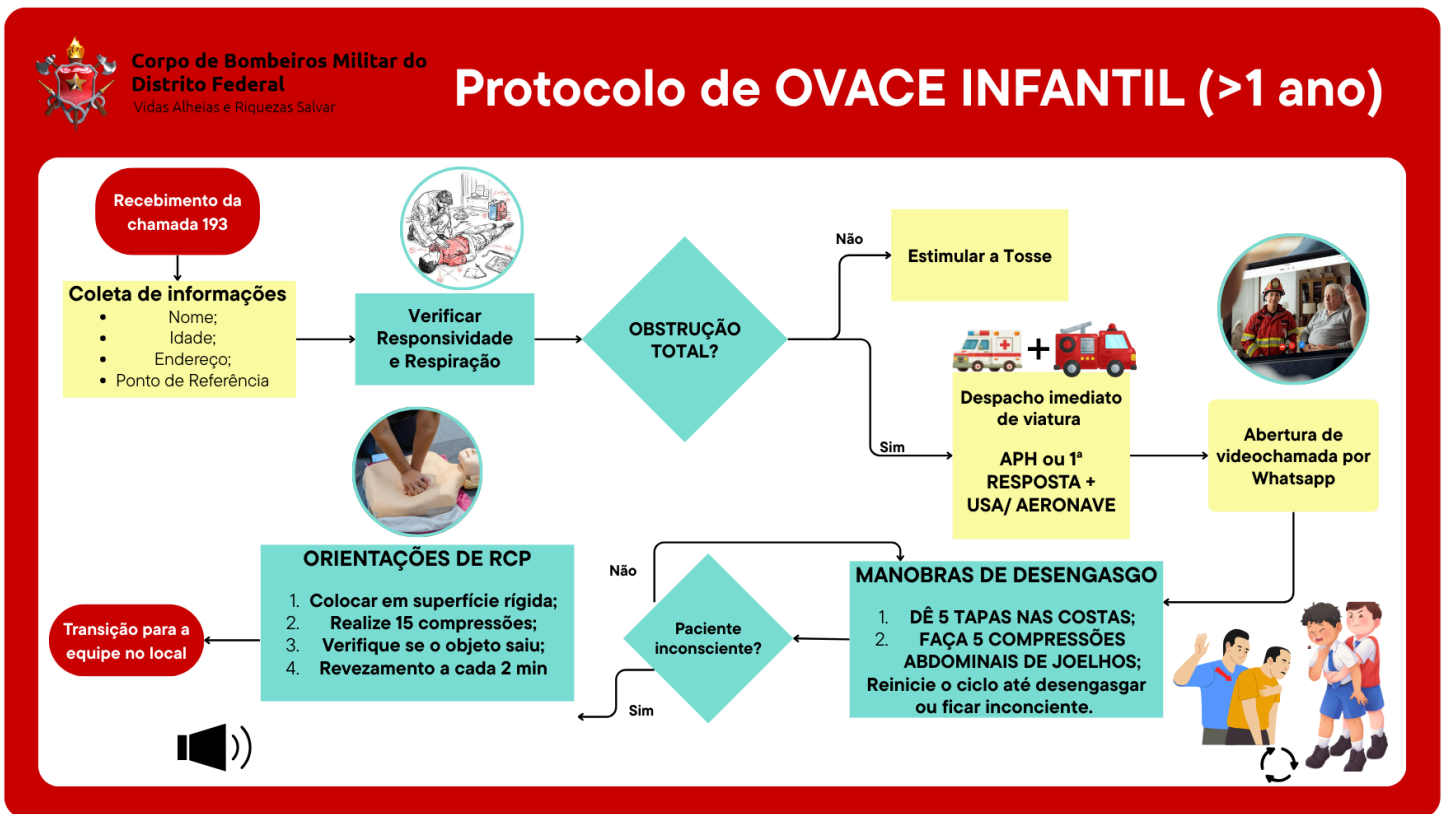 Corpo de Bombeiros Militar do
Distrito Federal
Vidas Alheias e Riquezas Salvar
Protocolo de OVACE INFANTIL (>1 ano)
Recebimento da
chamada 193
Coleta de informações
• Nome;
• Idade;
• Endereço;
• Ponto de Referência
Verificar
Responsividade
e Respiração
OBSTRUÇÃO
TOTAL?
Não
Estimular a Tosse
Sim
+
Despacho imediato
de viatura
APH ou 1ª
RESPOSTA +
USA/ AERONAVE
Abertura de
videochamada por
Whatsapp
MANOBRAS DE DESENGASGO
1. DÊ 5 TAPAS NAS COSTAS;
2. FAÇA 5 COMPRESSÕES
ABDOMINAIS DE JOELHOS;
Reinicie o ciclo até desengasgar
ou ficar inconciente.
Paciente
inconsciente?
Não
Sim
ORIENTAÇÕES DE RCP
1. Colocar em superfície rígida;
2. Realize 15 compressões;
3. Verifique se o objeto saiu;
4. Revezamento a cada 2 min
Transição para a
equipe no local